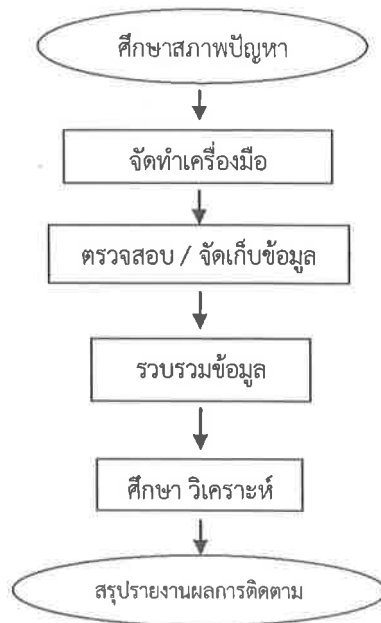 ศึกษาสภาพปัญหา
จัดทำเครื่องมือ
ตรวจสอบ / จัดเก็บข้อมูล
รวบรวมข้อมูล
ศึกษา วิเคราะห์
สรุปรายงานผลการติดตาม